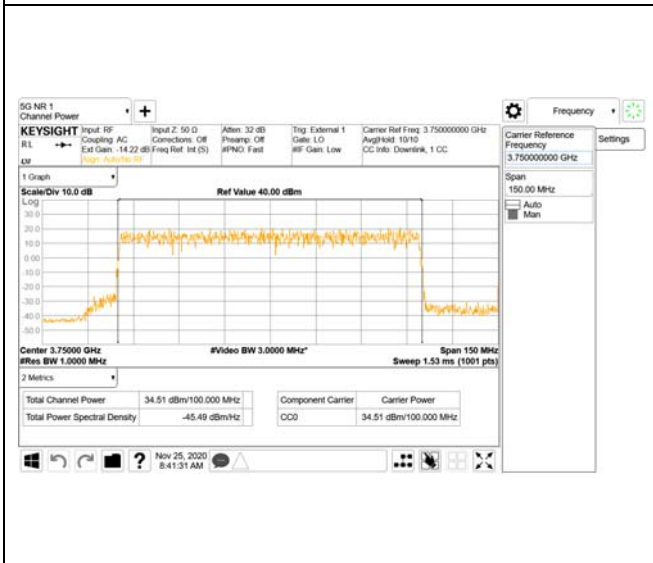 5G NR 1
Channel Power
+
Frequency
KEYSIGHT
Input: RF
Input Z: 50 Ω
Atten: 32 dB
Trig: External 1
Carrier Ref Freq: 3.750000000 GHz
RL
Coupling: AC
Corrections: Off
Preamp: Off
Gate: LO
Avg|Hold: 10/10
Ext Gain: -14.22 dB
Freq Ref: Int (S)
#PNO: Fast
#IF Gain: Low
CC Info: Downlink, 1 CC
Align: Auto/No RF
Carrier Reference
Frequency
3.750000000 GHz
Settings
Span
150.00 MHz
Auto
Man
1 Graph
Scale/Div 10.0 dB
Ref Value 40.00 dBm
Log
30.0
20.0
10.0
0.00
-10.0
-20.0
-30.0
-40.0
-50.0
Center 3.75000 GHz
#Video BW 3.0000 MHz*
Span 150 MHz
#Res BW 1.0000 MHz
Sweep 1.53 ms (1001 pts)
2 Metrics
Total Channel Power
34.51 dBm/100.000 MHz
Total Power Spectral Density
-45.49 dBm/Hz
Component Carrier
Carrier Power
CC0
34.51 dBm/100.000 MHz
?
Nov 25, 2020
8:41:31 AM